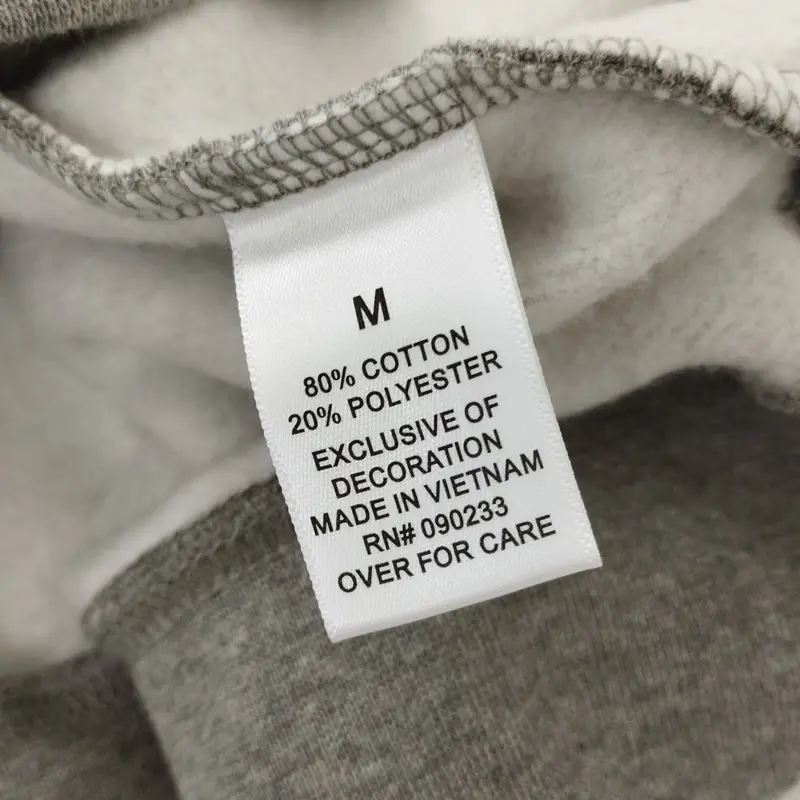 M
80% COTTON
20% POLYESTER
EXCLUSIVE OF
DECORATION
MADE IN VIETNAM
RN# 090233
OVER FOR CARE